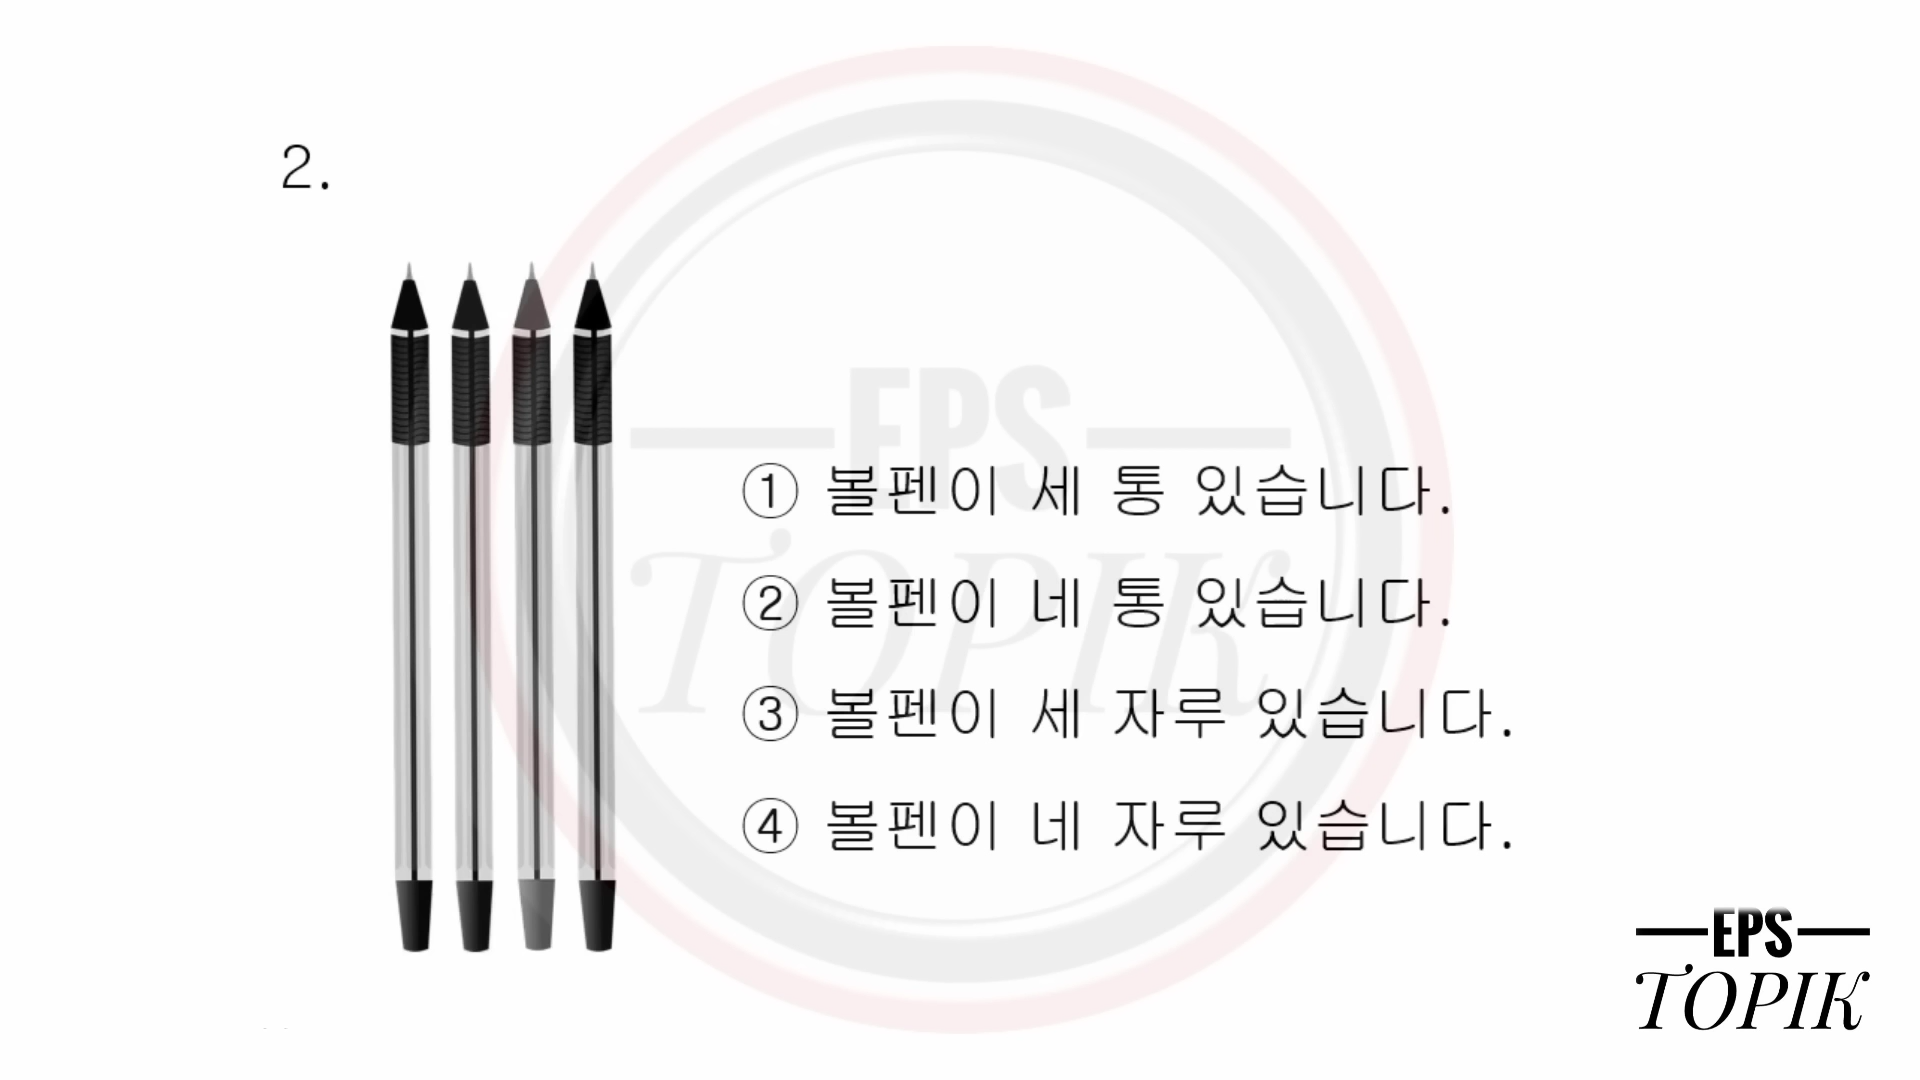 2.
EPS
TOPIK
① 볼펜이 세 통 있습니다.
② 볼펜이 네 통 있습니다.
③ 볼펜이 세 자루 있습니다.
④ 볼펜이 네 자루 있습니다.
EPS
TOPIK